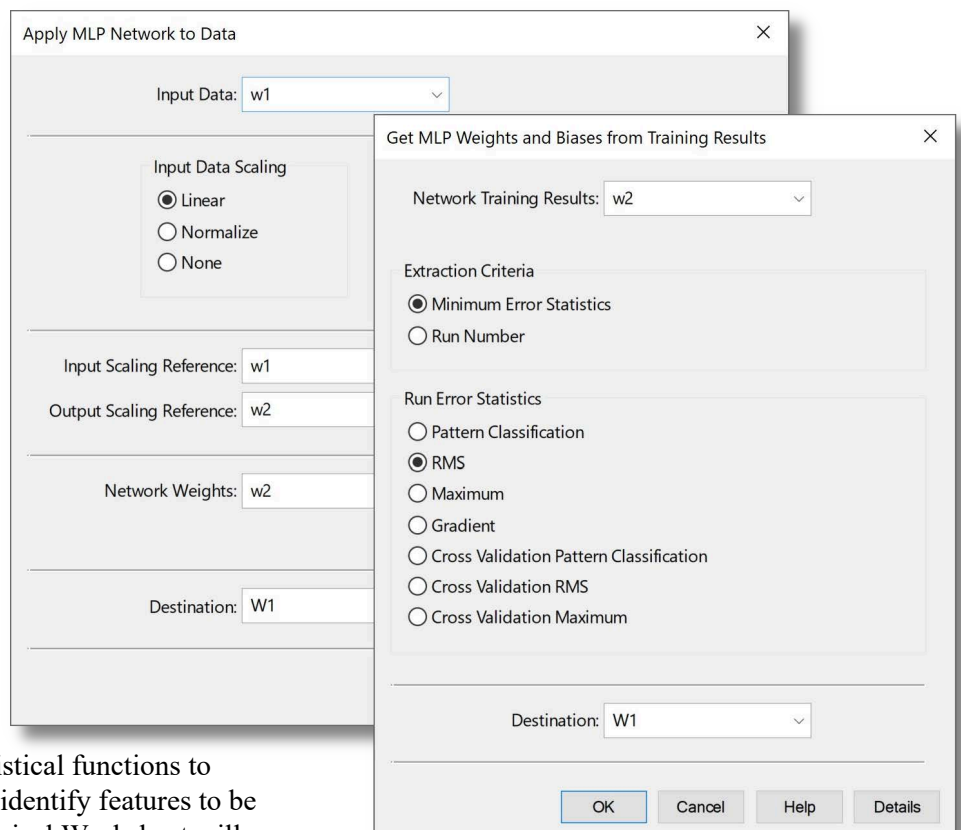 Apply MLP Network to Data
Input Data: w1
Input Data Scaling
Linear
Normalize
None
Input Scaling Reference: w1
Output Scaling Reference: w2
Network Weights: w2
Destination: W1
Get MLP Weights and Biases from Training Results
Network Training Results: w2
Extraction Criteria
Minimum Error Statistics
Run Number
Run Error Statistics
Pattern Classification
RMS
Maximum
Gradient
Cross Validation Pattern Classification
Cross Validation RMS
Cross Validation Maximum
Destination: W1
OK Cancel Help Details
istical functions to
identify features to be